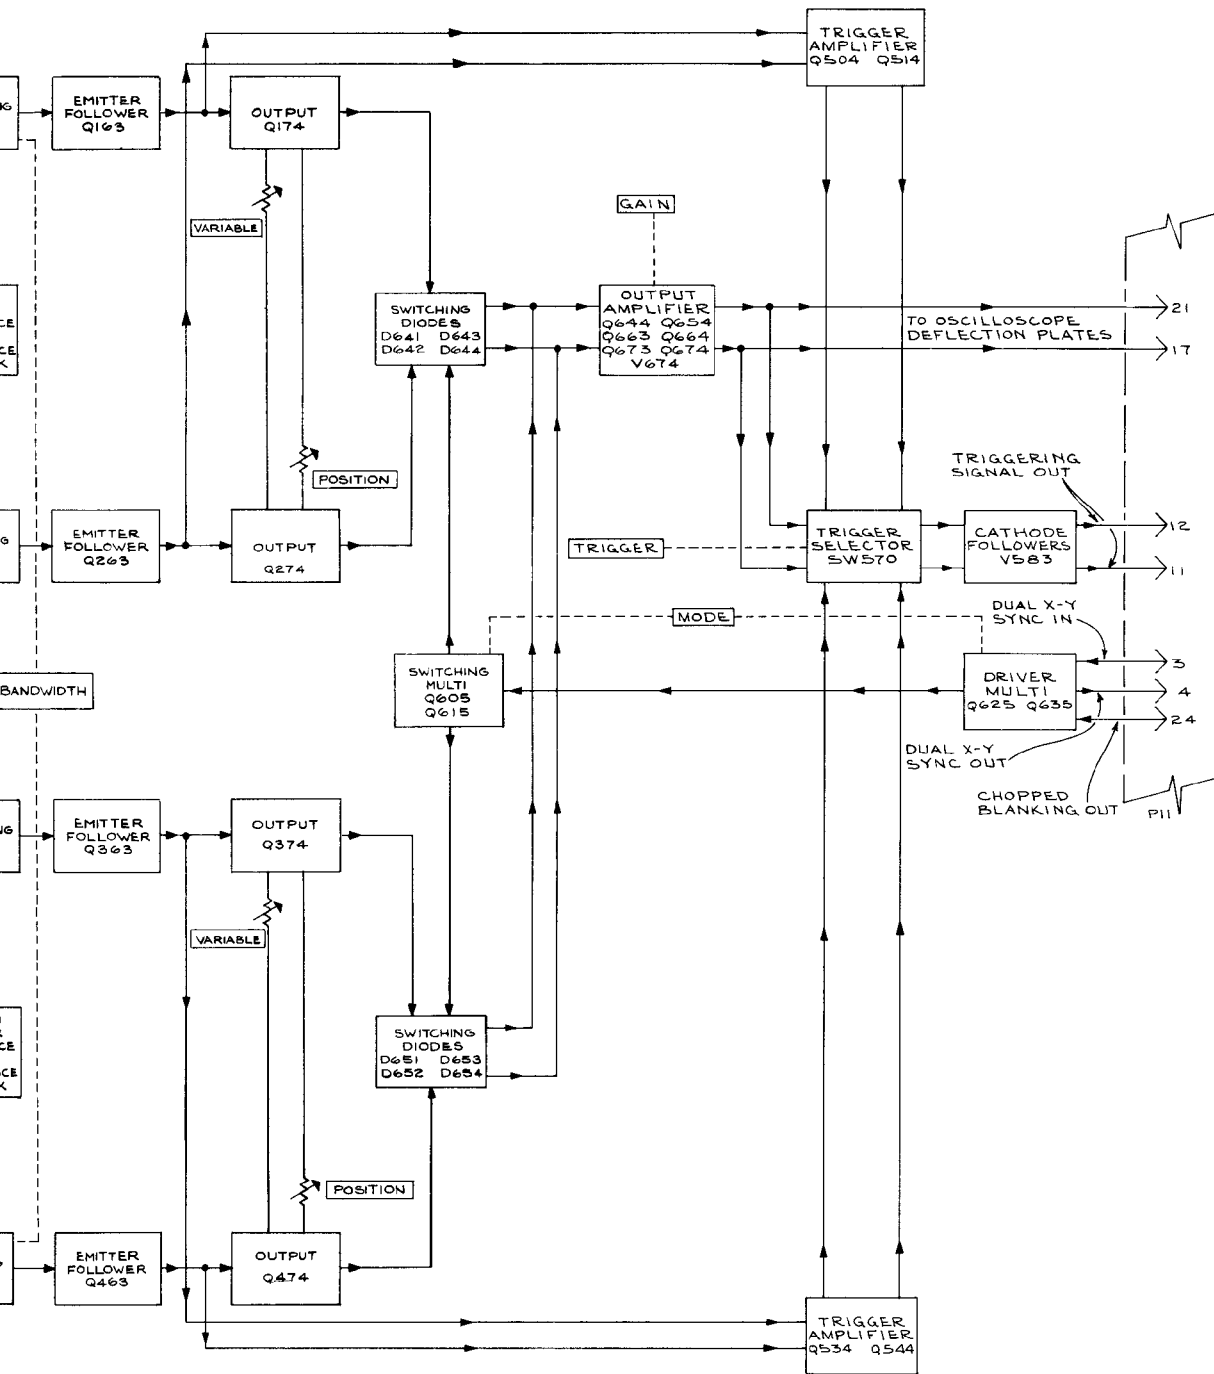 TRIGGER
AMPLIFIER
Q504 Q514
EMITTER
FOLLOWER
Q163
OUTPUT
Q174
VARIABLE
GAIN
SWITCHING
DIODES
D641 D643
D642 D644
OUTPUT
AMPLIFIER
Q644 Q654
Q663 Q664
Q673 Q674
V674
21
TO OSCILLOSCOPE
DEFLECTION PLATES
17
POSITION
TRIGGERING
SIGNAL OUT
EMITTER
FOLLOWER
Q263
OUTPUT
Q274
TRIGGER
TRIGGER
SELECTOR
SW570
CATHODE
FOLLOWERS
V583
12
11
MODE
DUAL X-Y
SYNC IN
BANDWIDTH
SWITCHING
MULTI
Q605
Q615
DRIVER
MULTI
Q625 Q635
3
4
24
DUAL X-Y
SYNC OUT
CHOPPED
BLANKING OUT
P11
EMITTER
FOLLOWER
Q363
OUTPUT
Q374
VARIABLE
SWITCHING
DIODES
D651 D653
D652 D654
POSITION
EMITTER
FOLLOWER
Q463
OUTPUT
Q474
TRIGGER
AMPLIFIER
Q534 Q544